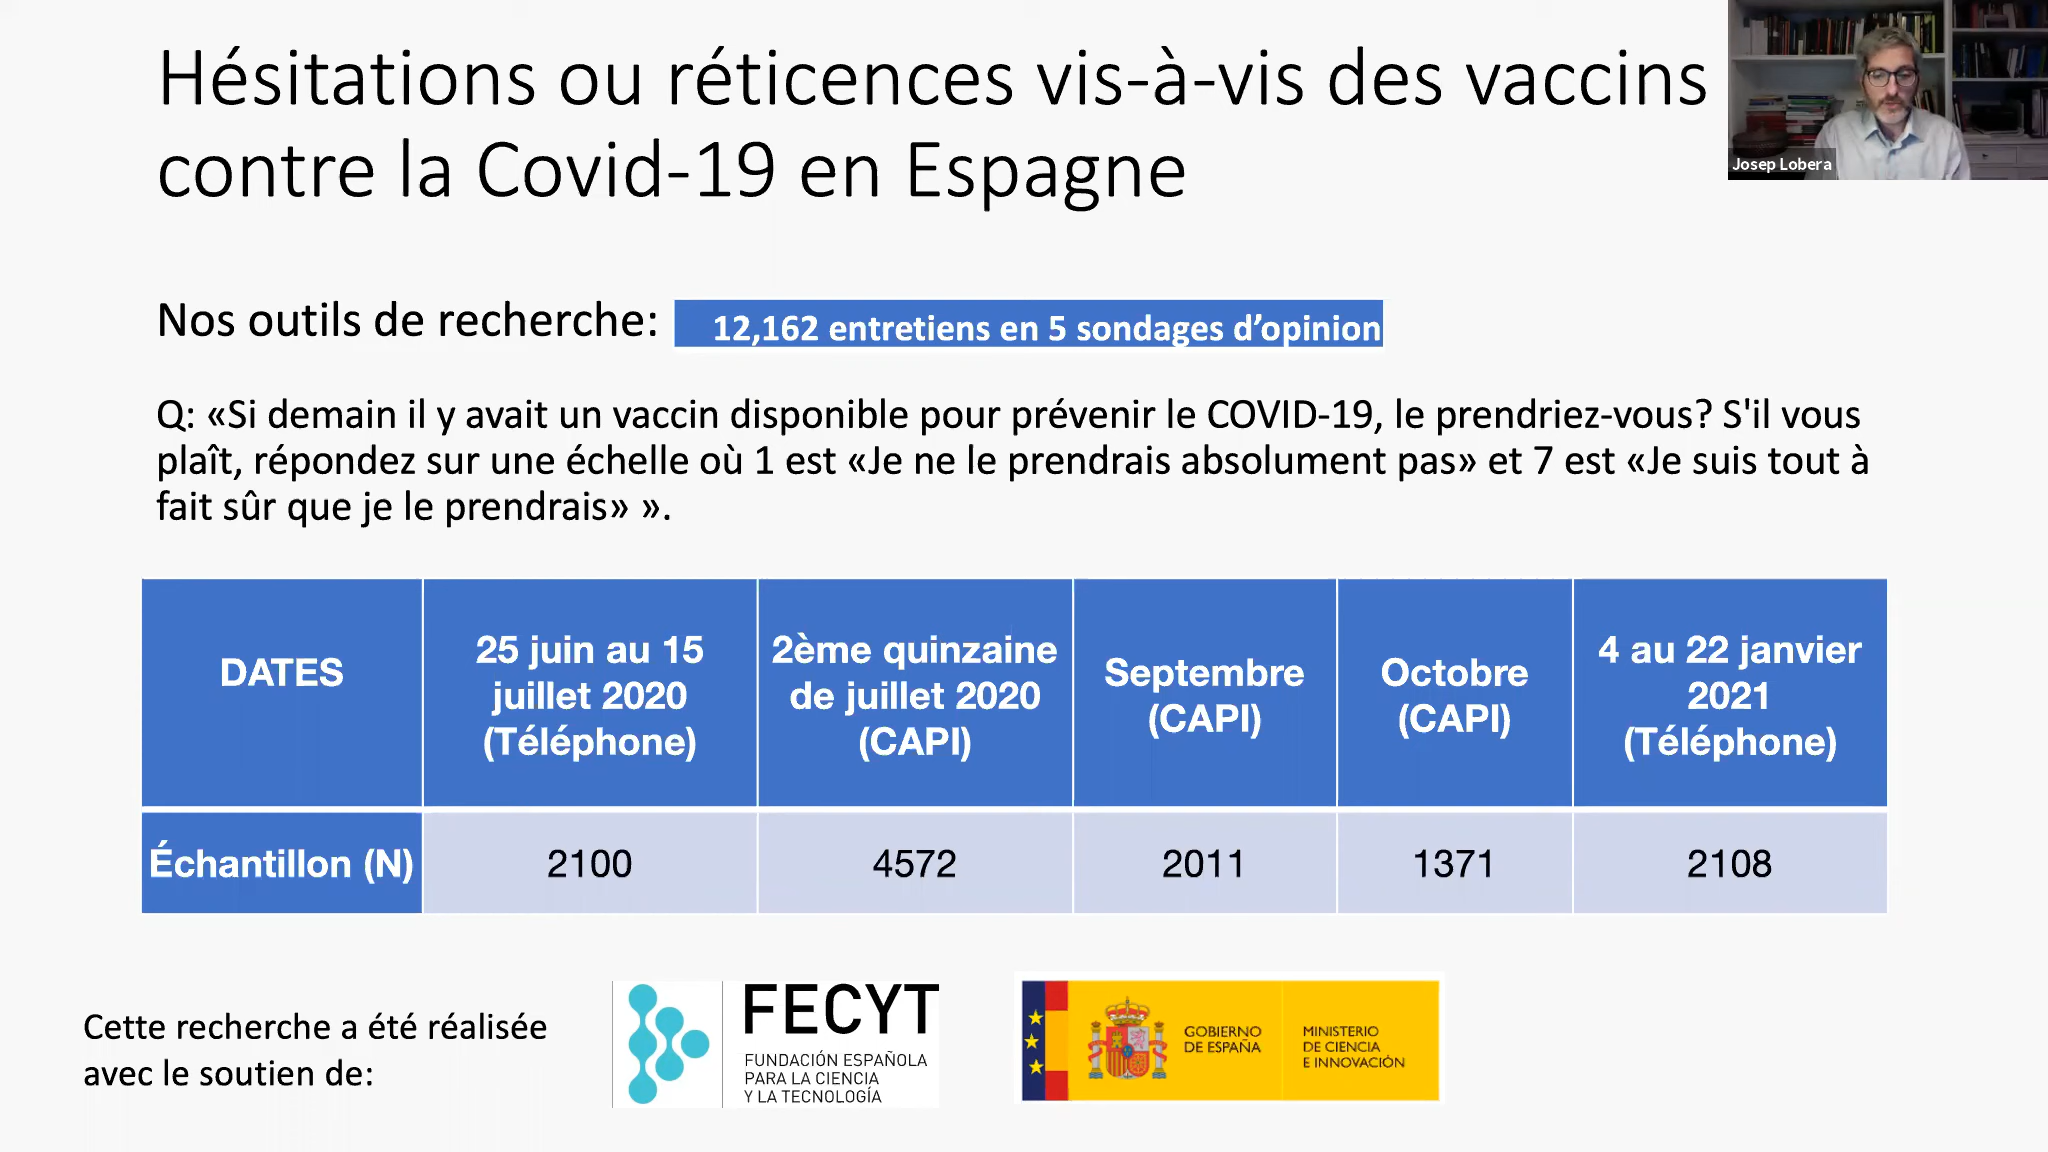 Hésitations ou réticences vis-à-vis des vaccins
contre la Covid-19 en Espagne
Josep Lobera
Nos outils de recherche:
12,162 entretiens en 5 sondages d’opinion
Q: «Si demain il y avait un vaccin disponible pour prévenir le COVID-19, le prendriez-vous? S'il vous
plaît, répondez sur une échelle où 1 est «Je ne le prendrais absolument pas» et 7 est «Je suis tout à
fait sûr que je le prendrais» ».
DATES
25 juin au 15
juillet 2020
(Téléphone)
2ème quinzaine
de juillet 2020
(CAPI)
Septembre
(CAPI)
Octobre
(CAPI)
4 au 22 janvier
2021
(Téléphone)
Échantillon (N)
2100
4572
2011
1371
2108
Cette recherche a été réalisée
avec le soutien de:
FECYT
FUNDACIÓN ESPAÑOLA
PARA LA CIENCIA
Y LA TECNOLOGÍA
GOBIERNO
DE ESPAÑA
MINISTERIO
DE CIENCIA
E INNOVACIÓN